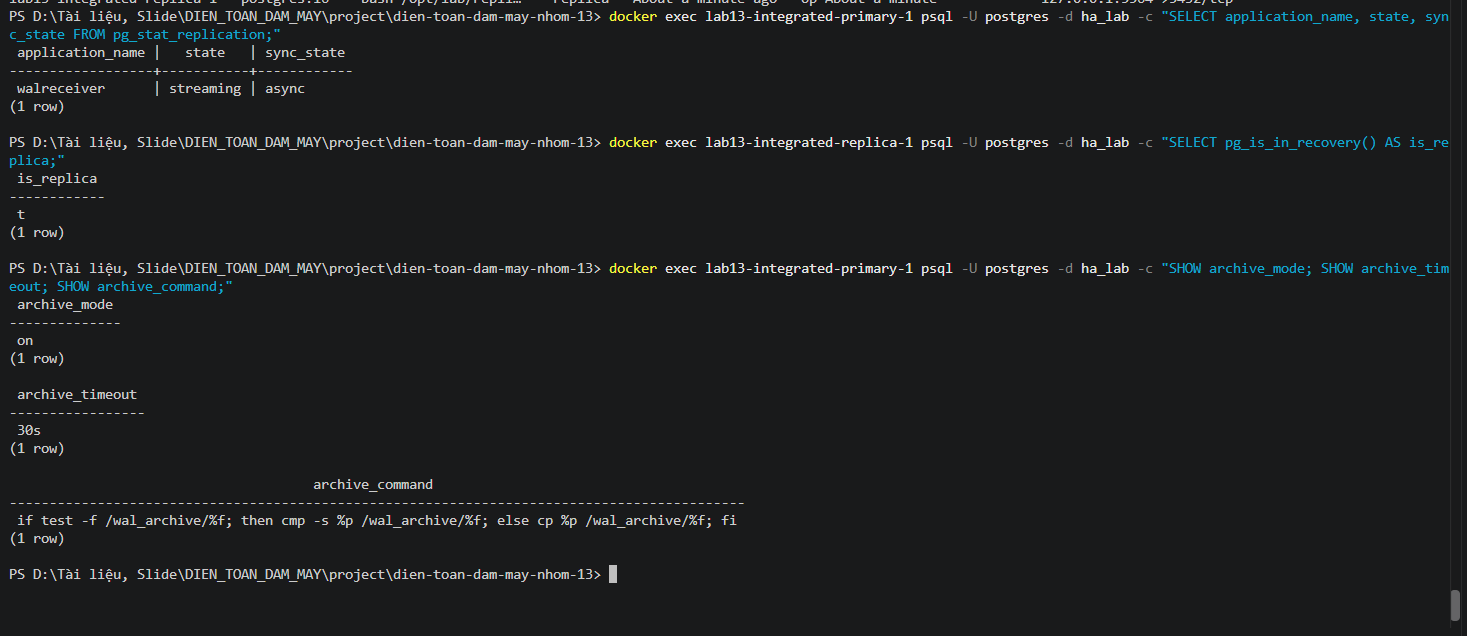 PS D:\Tài liệu, Slide\DIEN_TOAN_DAM_MAY\project\dien-toan-dam-may-nhom-13> docker exec lab13-integrated-primary-1 psql -U postgres -d ha_lab -c "SELECT application_name, state, syn
c_state FROM pg_stat_replication;"
 application_name |   state   | sync_state
------------------+-----------+------------
 walreceiver      | streaming | async
(1 row)

PS D:\Tài liệu, Slide\DIEN_TOAN_DAM_MAY\project\dien-toan-dam-may-nhom-13> docker exec lab13-integrated-replica-1 psql -U postgres -d ha_lab -c "SELECT pg_is_in_recovery() AS is_re
plica;"
 is_replica
------------
 t
(1 row)

PS D:\Tài liệu, Slide\DIEN_TOAN_DAM_MAY\project\dien-toan-dam-may-nhom-13> docker exec lab13-integrated-primary-1 psql -U postgres -d ha_lab -c "SHOW archive_mode; SHOW archive_tim
eout; SHOW archive_command;"
 archive_mode
--------------
 on
(1 row)

 archive_timeout
-----------------
 30s
(1 row)

                                      archive_command
--------------------------------------------------------------------------------------------
 if test -f /wal_archive/%f; then cmp -s %p /wal_archive/%f; else cp %p /wal_archive/%f; fi
(1 row)

PS D:\Tài liệu, Slide\DIEN_TOAN_DAM_MAY\project\dien-toan-dam-may-nhom-13>